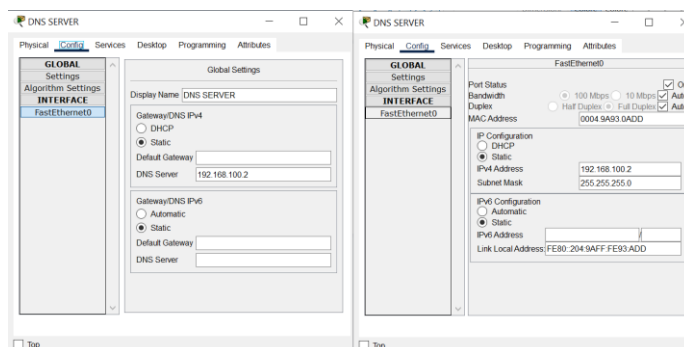 DNS SERVER
Physical Config Services Desktop Programming Attributes
GLOBAL
Settings
Algorithm Settings
INTERFACE
FastEthernet0
Global Settings
Display Name DNS SERVER
Gateway/DNS IPv4
DHCP
Static
Default Gateway
DNS Server 192.168.100.2
Gateway/DNS IPv6
Automatic
Static
Default Gateway
DNS Server
Top
DNS SERVER
Physical Config Services Desktop Programming Attributes
GLOBAL
Settings
Algorithm Settings
INTERFACE
FastEthernet0
FastEthernet0
Port Status
Bandwidth 100 Mbps 10 Mbps
Duplex Half Duplex Full Duplex
MAC Address 0004.9A93.0ADD
IP Configuration
DHCP
Static
IPv4 Address 192.168.100.2
Subnet Mask 255.255.255.0
IPv6 Configuration
Automatic
Static
IPv6 Address /
Link Local Address: FE80::204:9AFF:FE93:ADD
Top